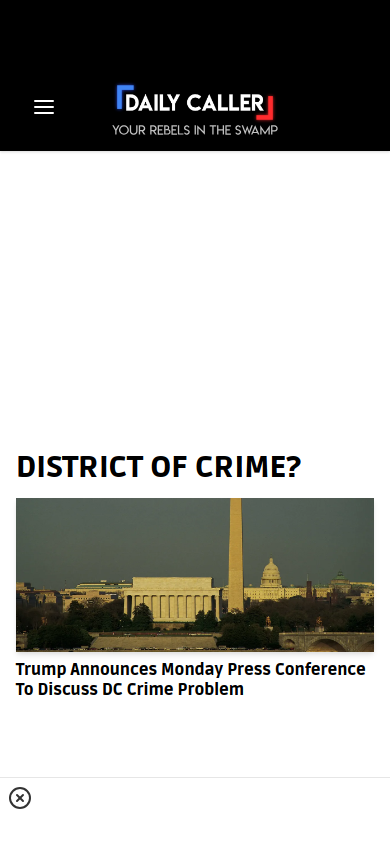 DAILY CALLER
YOUR REBELS IN THE SWAMP
DISTRICT OF CRIME?
Trump Announces Monday Press Conference
To Discuss DC Crime Problem